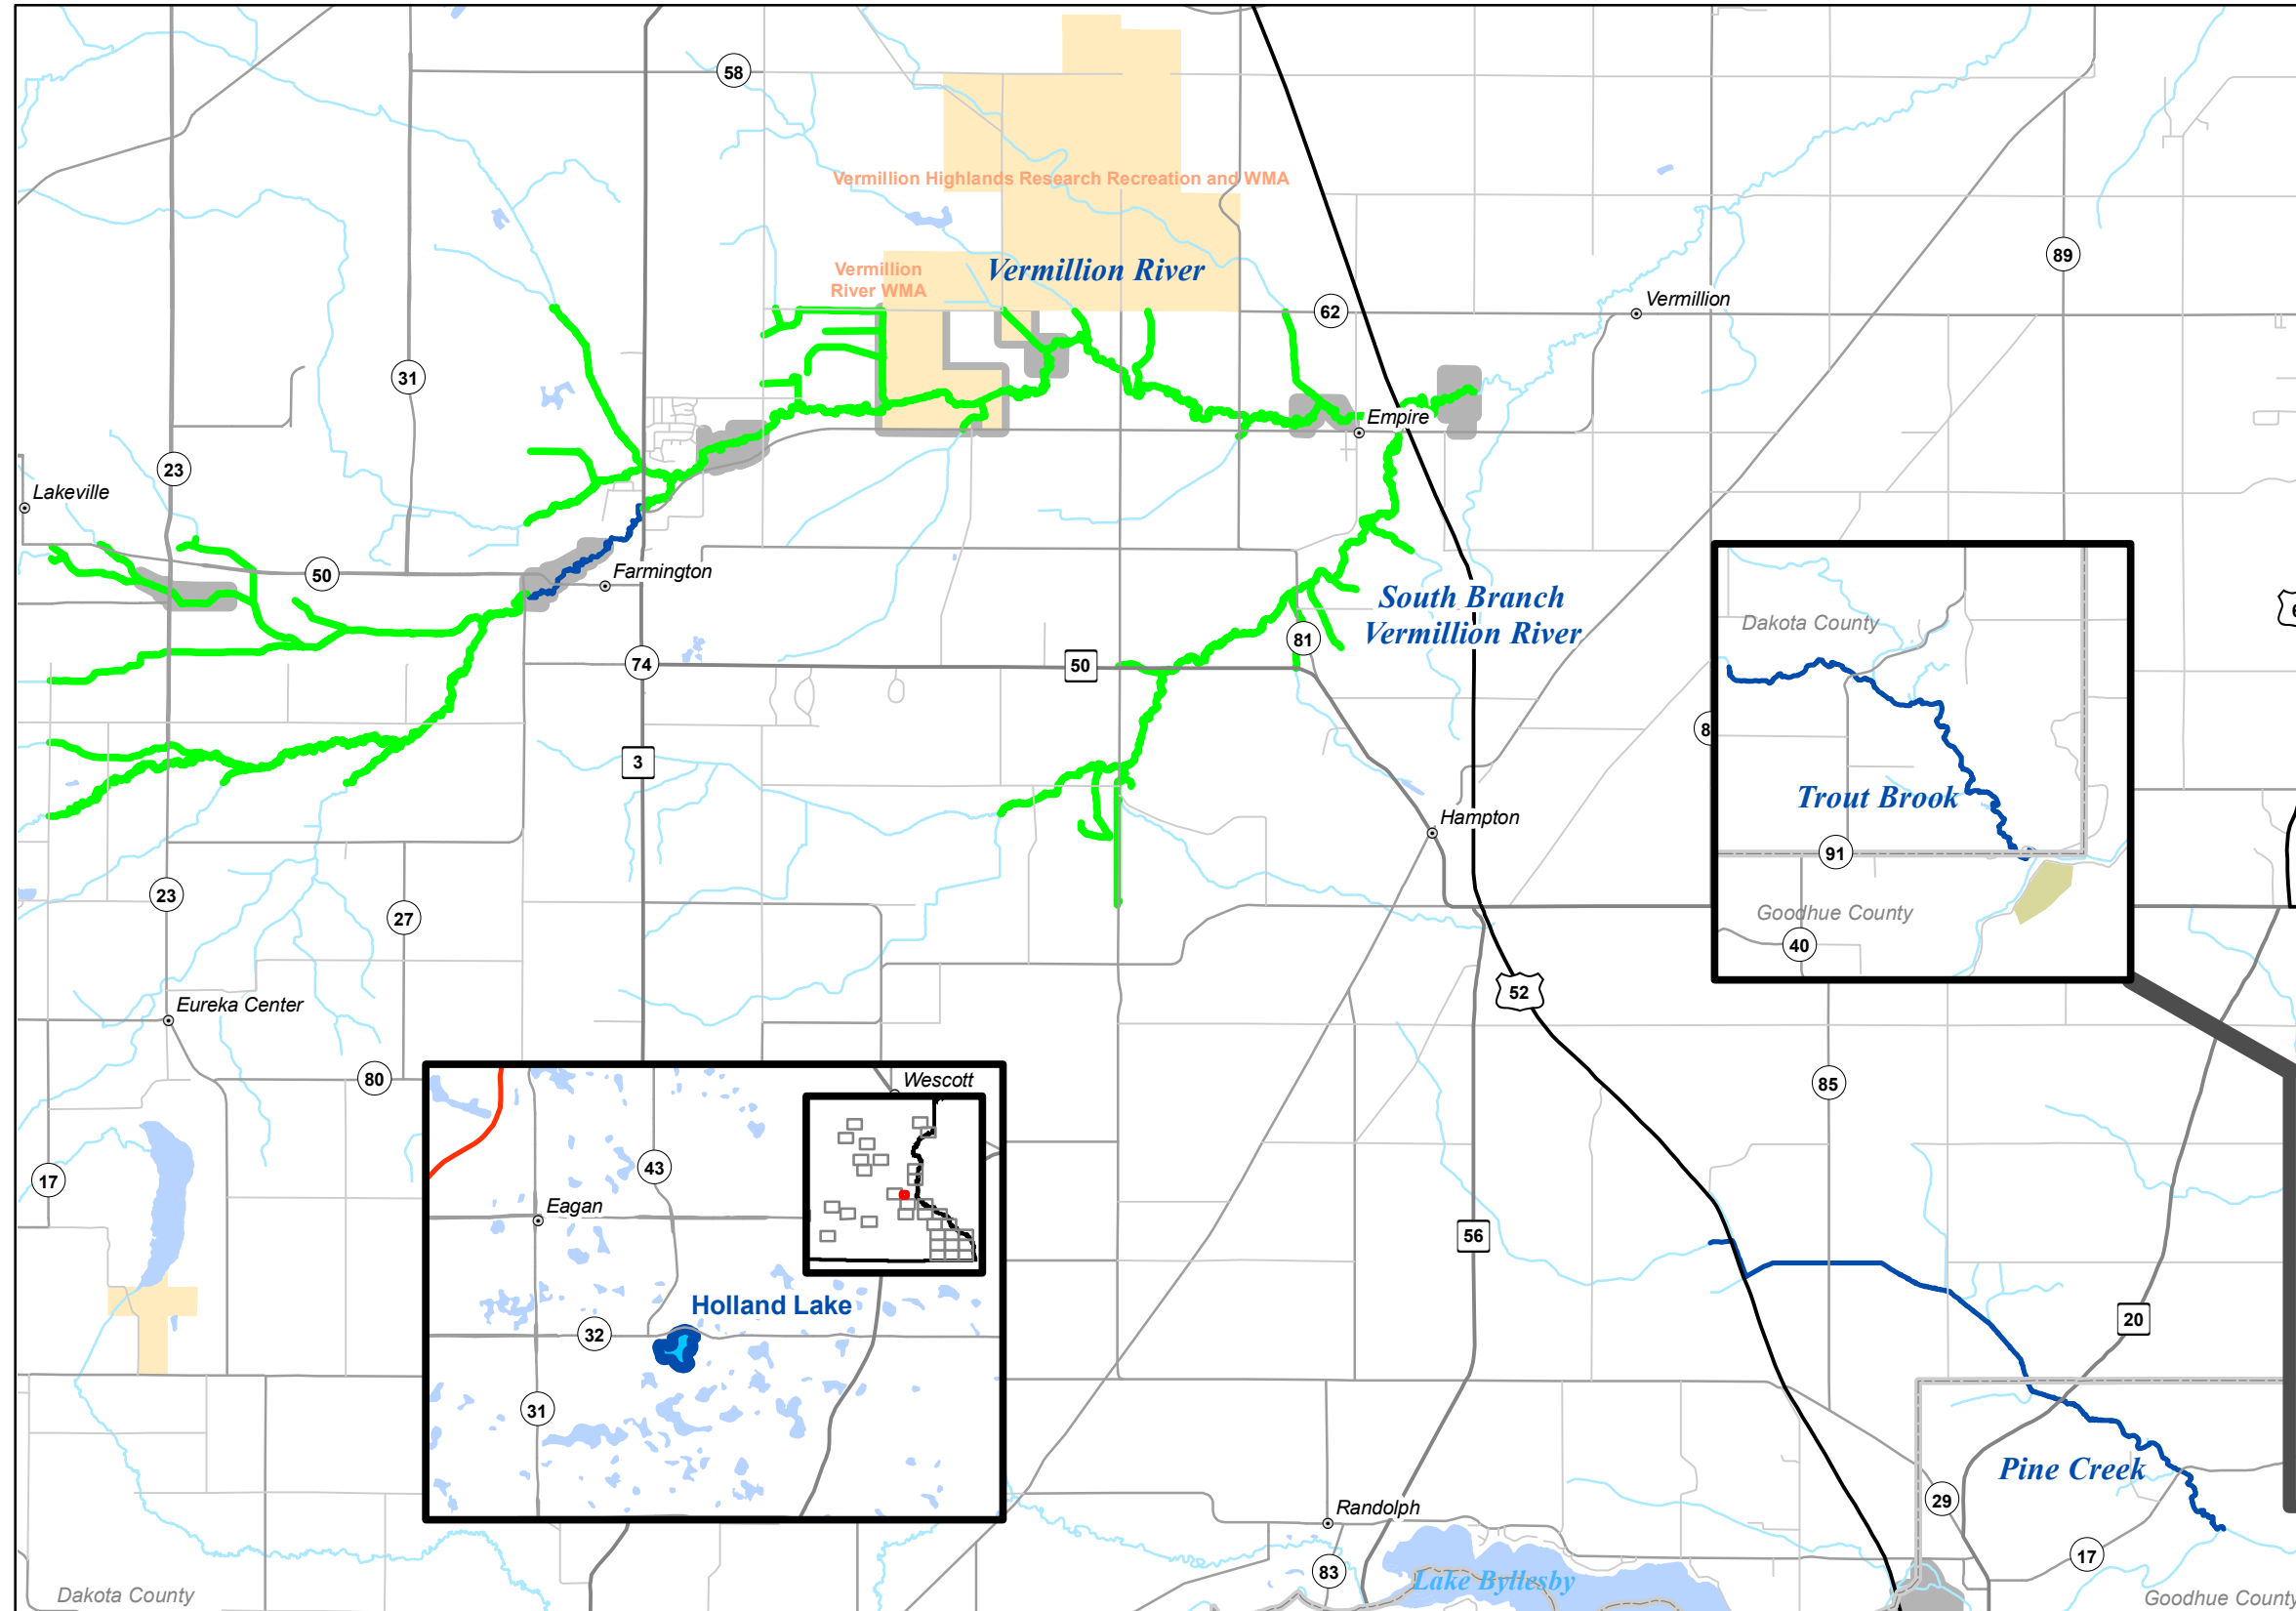 58
Vermillion Highlands Research Recreation and WMA
Vermillion
River WMA
Vermillion River
89
62
Vermillion
31
Empire
23
Lakeville
50
Farmington
South Branch
Vermillion River
81
74
50
3
Dakota County
Trout Brook
91
Goodhue County
40
Hampton
23
27
52
Eureka Center
80
Wescott
85
43
17
Eagan
56
Holland Lake
32
20
31
Pine Creek
29
Randolph
17
83
Lake Byllesby
Dakota County
Goodhue County